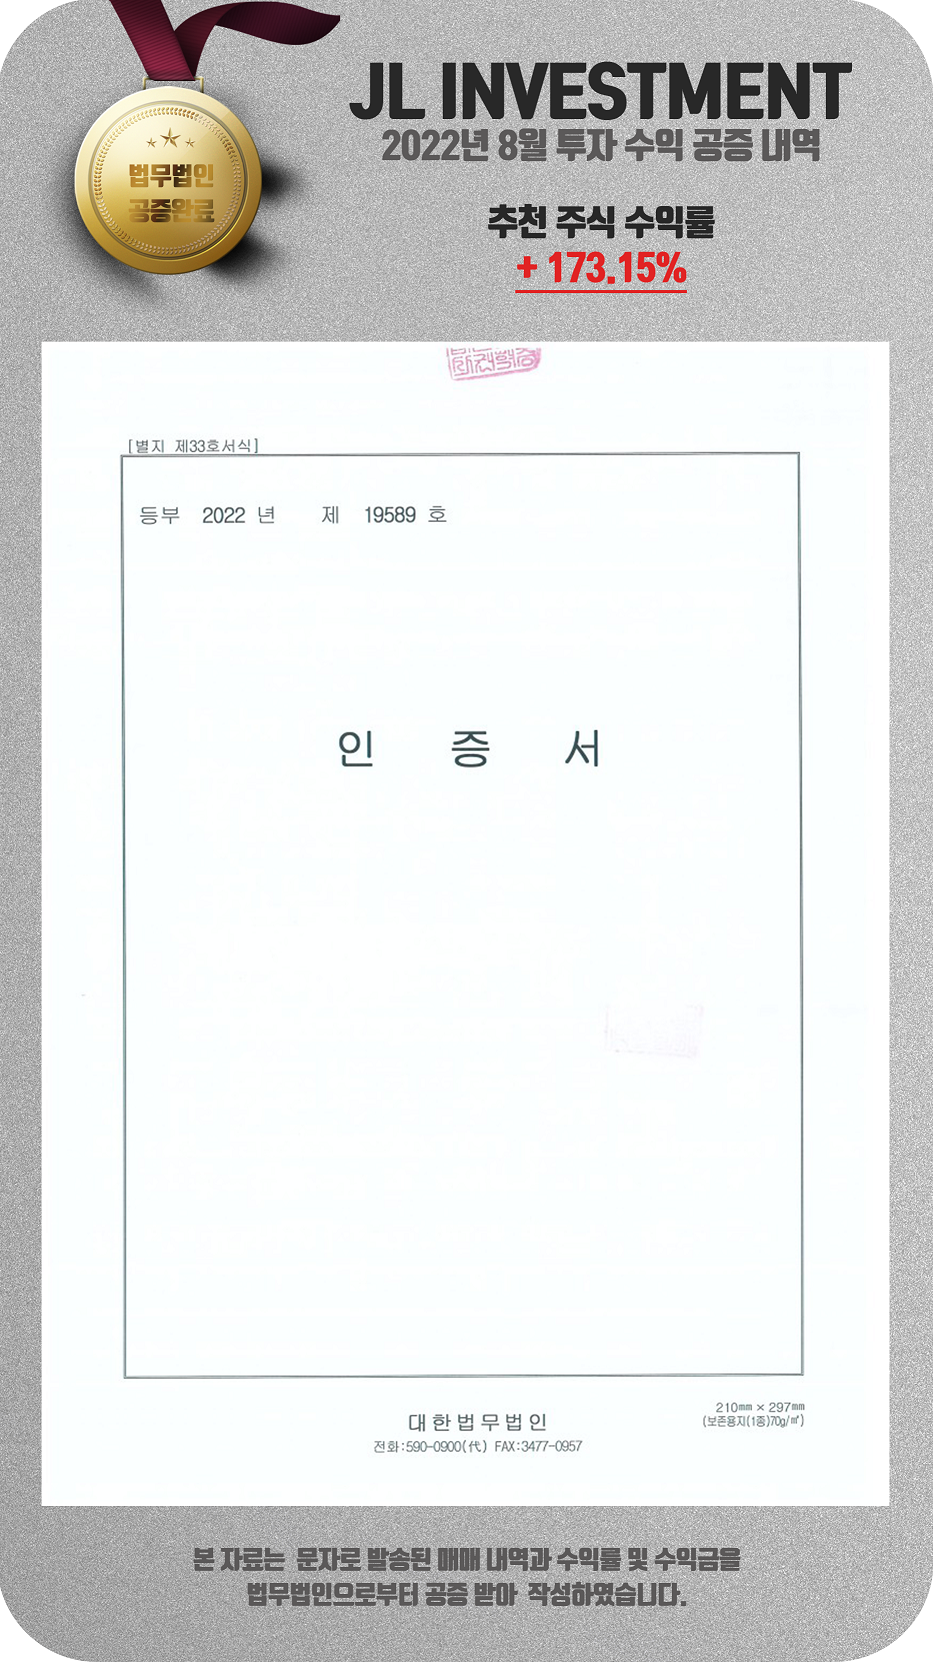 JL INVESTMENT
2022년 8월 투자 수익 공증 내역
법무법인
공증완료
추천 주식 수익률
+ 173.15%
[별지 제33호서식]
등부 2022 년 제 19589 호
인 증 서
210mm × 297mm
(보존용지(1종)70g/㎡)
대한법무법인
전화:590-0900(代) FAX:3477-0957
본 자료는 문자로 발송된 매매 내역과 수익률 및 수익금을
법무법인으로부터 공증 받아 작성하였습니다.